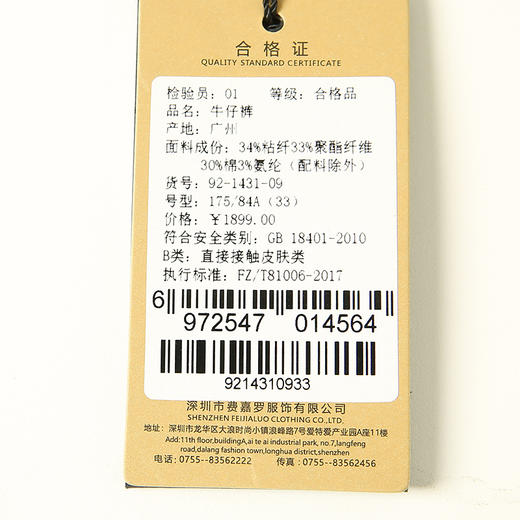 合格证
QUALITY STANDARD CERTIFICATE
检验员: 01 等级: 合格品
品名: 牛仔裤
产地: 广州
面料成份: 34%粘纤33%聚酯纤维
30%棉3%氨纶（配料除外）
货号: 92-1431-09
号型: 175/84A（33）
价格: ￥1899.00
符合安全类别: GB 18401-2010
B类: 直接接触皮肤类
执行标准: FZ/T81006-2017
6 972547 014564
9214310933
深圳市费嘉罗服饰有限公司
SHENZHEN FEIJIALUO CLOTHING CO.,LTD
地址: 深圳市龙华区大浪时尚小镇浪峰路7号爱特爱产业园A座11楼
Add:11th floor,buildingA,ai te ai industrial park, no.7,langfeng
road,dalang fashion town,longhua district,shenzhen
电话: 0755--83562222 传真: 0755--83562456